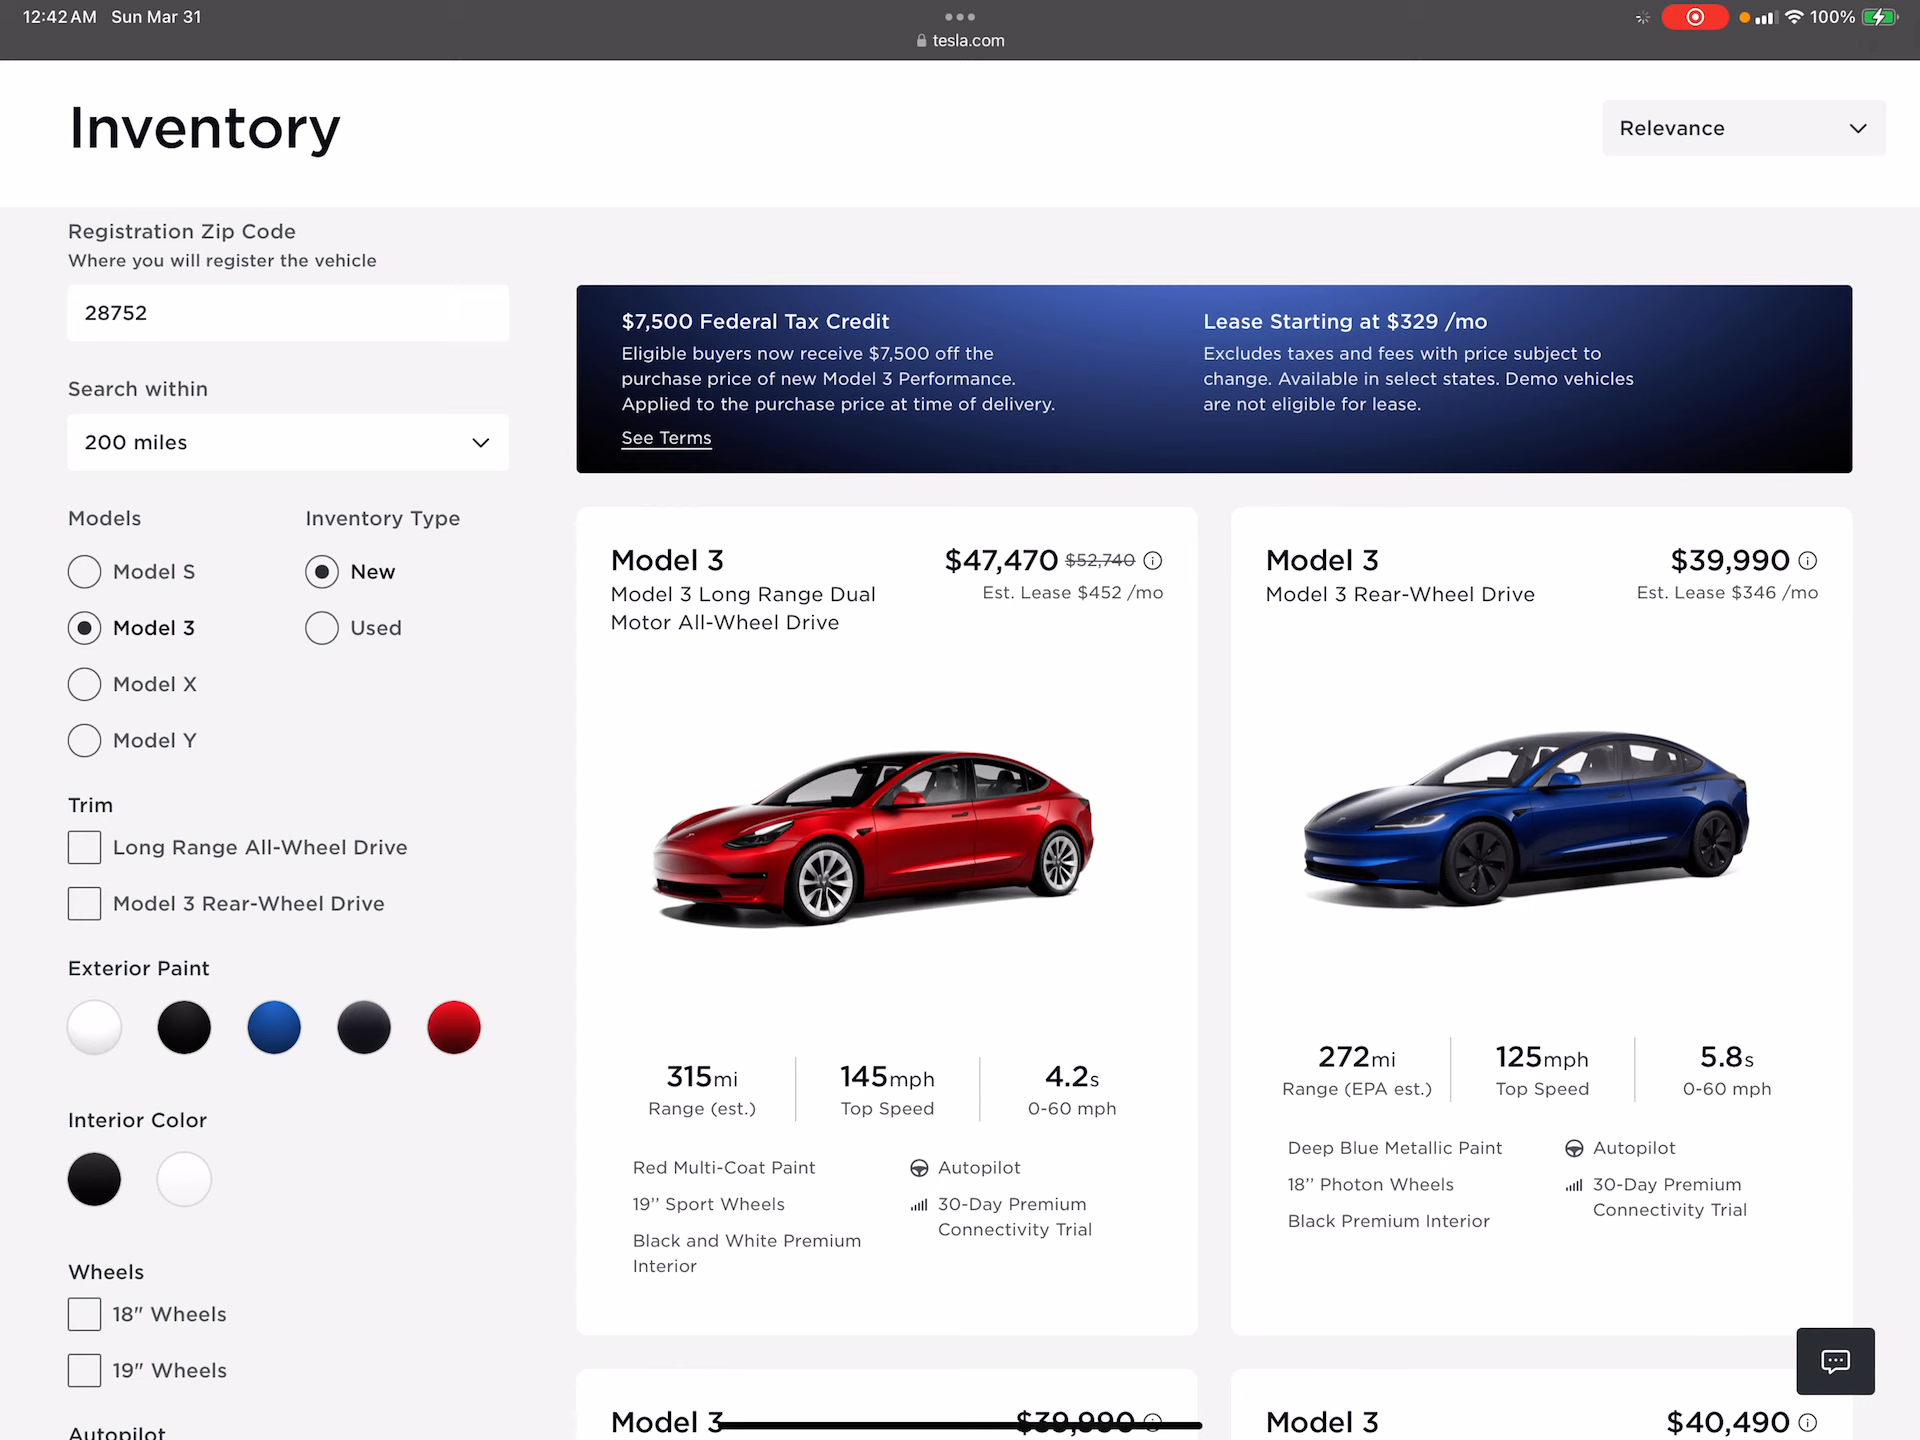 12:42 AM Sun Mar 31
100%
tesla.com
Inventory
Relevance
Registration Zip Code
Where you will register the vehicle
28752
Search within
200 miles
Models
Inventory Type
Model S
New
Model 3
Used
Model X
Model Y
Trim
Long Range All-Wheel Drive
Model 3 Rear-Wheel Drive
Exterior Paint
Interior Color
Wheels
18" Wheels
19" Wheels
Autopilot
$7,500 Federal Tax Credit
Eligible buyers now receive $7,500 off the
purchase price of new Model 3 Performance.
Applied to the purchase price at time of delivery.
See Terms
Lease Starting at $329 /mo
Excludes taxes and fees with price subject to
change. Available in select states. Demo vehicles
are not eligible for lease.
Model 3
$47,470 $52,740
Model 3 Long Range Dual
Motor All-Wheel Drive
Est. Lease $452 /mo
315mi
Range (est.)
145mph
Top Speed
4.2s
0-60 mph
Red Multi-Coat Paint
19’’ Sport Wheels
Black and White Premium
Interior
Autopilot
30-Day Premium
Connectivity Trial
Model 3
$39,990
Model 3 Rear-Wheel Drive
Est. Lease $346 /mo
272mi
Range (EPA est.)
125mph
Top Speed
5.8s
0-60 mph
Deep Blue Metallic Paint
18’’ Photon Wheels
Black Premium Interior
Autopilot
30-Day Premium
Connectivity Trial
Model 3
$39,990
Model 3
$40,490